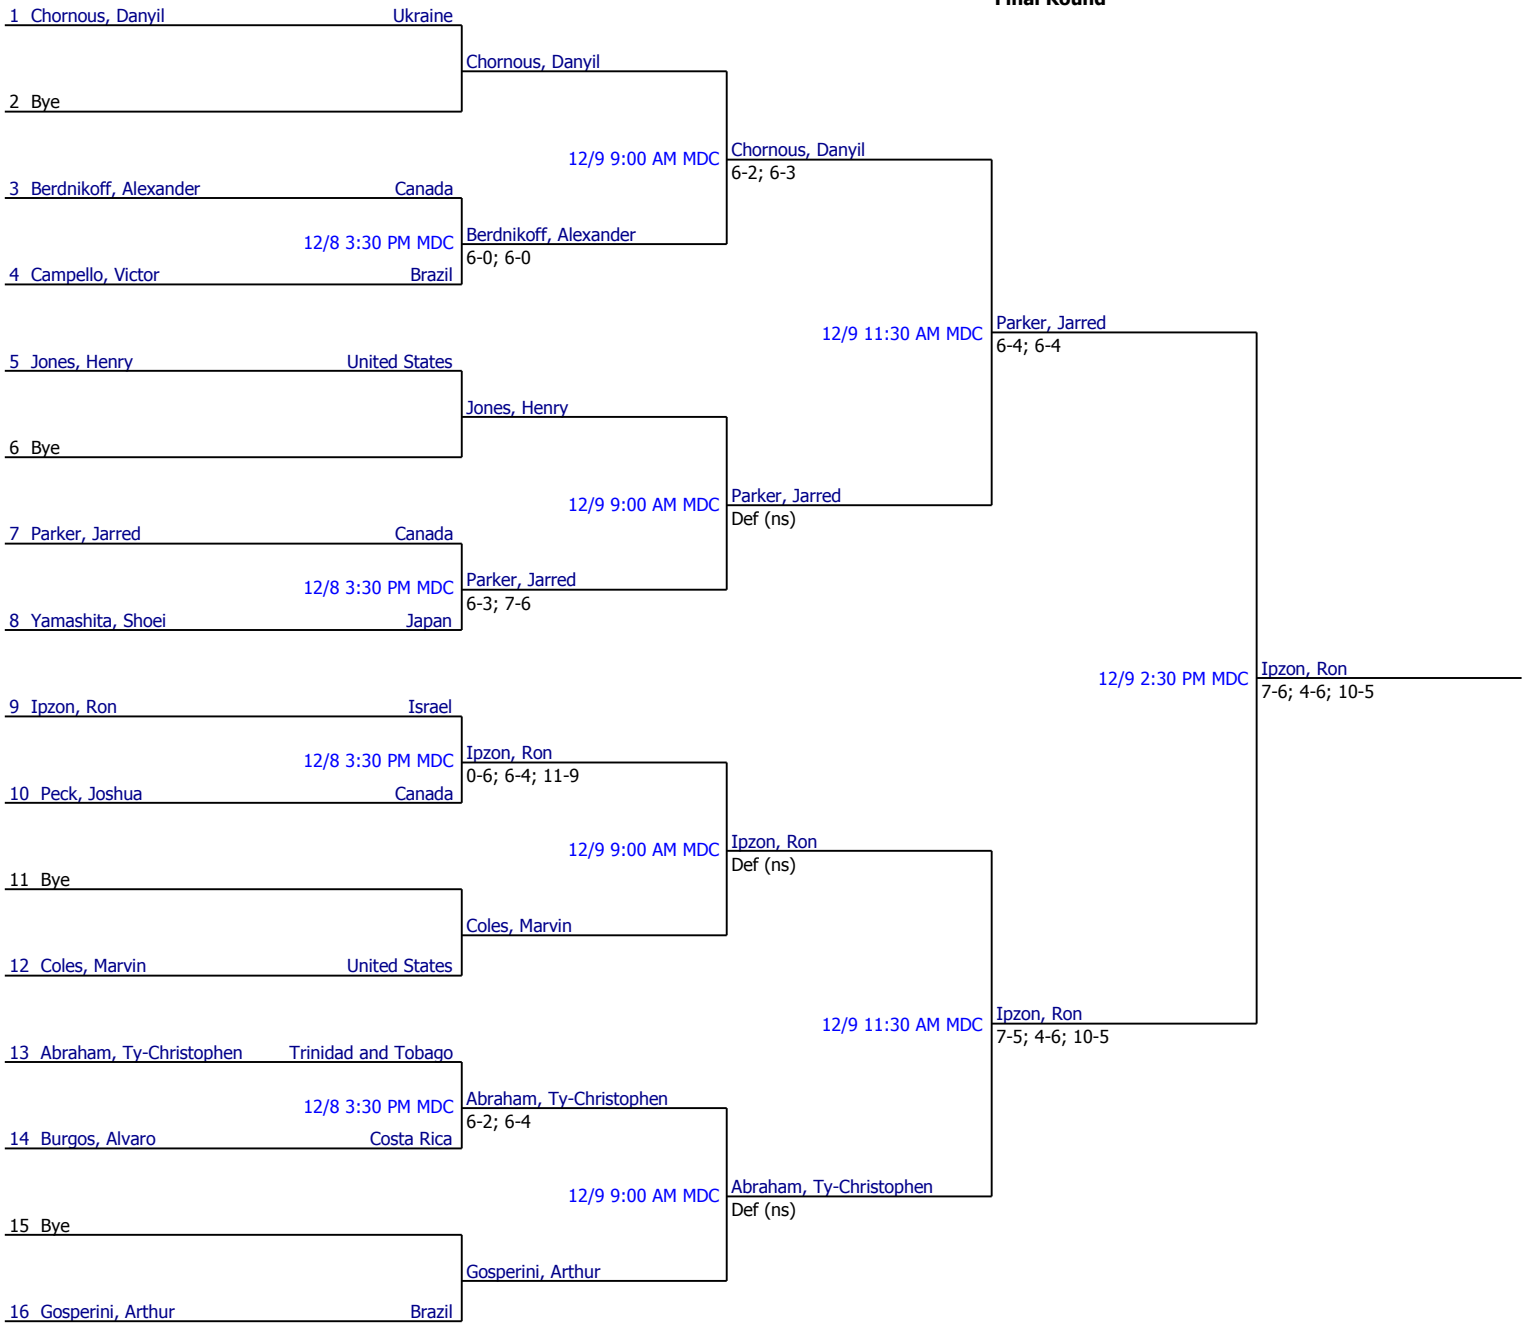 Final Round
1 Chornous, Danyil Ukraine
Chornous, Danyil
2 Bye
12/9 9:00 AM MDC Chornous, Danyil
6-2; 6-3
3 Berdnikoff, Alexander Canada
12/8 3:30 PM MDC Berdnikoff, Alexander
6-0; 6-0
4 Campello, Victor Brazil
12/9 11:30 AM MDC Parker, Jarred
6-4; 6-4
5 Jones, Henry United States
Jones, Henry
6 Bye
12/9 9:00 AM MDC Parker, Jarred
Def (ns)
7 Parker, Jarred Canada
12/8 3:30 PM MDC Parker, Jarred
6-3; 7-6
8 Yamashita, Shoei Japan
12/9 2:30 PM MDC Ipzon, Ron
7-6; 4-6; 10-5
9 Ipzon, Ron Israel
12/8 3:30 PM MDC Ipzon, Ron
0-6; 6-4; 11-9
10 Peck, Joshua Canada
12/9 9:00 AM MDC Ipzon, Ron
Def (ns)
11 Bye
Coles, Marvin
12 Coles, Marvin United States
12/9 11:30 AM MDC Ipzon, Ron
7-5; 4-6; 10-5
13 Abraham, Ty-Christophen Trinidad and Tobago
12/8 3:30 PM MDC Abraham, Ty-Christophen
6-2; 6-4
14 Burgos, Alvaro Costa Rica
12/9 9:00 AM MDC Abraham, Ty-Christophen
Def (ns)
15 Bye
Gosperini, Arthur
16 Gosperini, Arthur Brazil